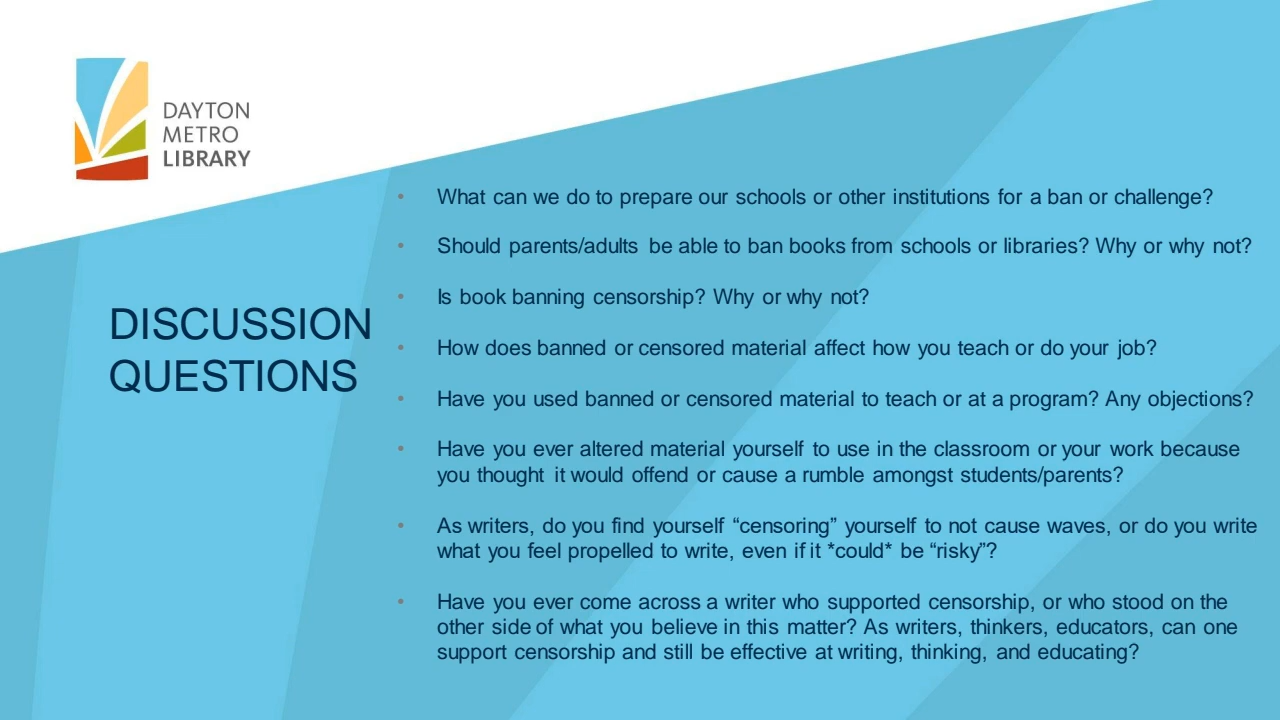 DAYTON
METRO
LIBRARY
DISCUSSION
QUESTIONS
• What can we do to prepare our schools or other institutions for a ban or challenge?
• Should parents/adults be able to ban books from schools or libraries? Why or why not?
• Is book banning censorship? Why or why not?
• How does banned or censored material affect how you teach or do your job?
• Have you used banned or censored material to teach or at a program? Any objections?
• Have you ever altered material yourself to use in the classroom or your work because
you thought it would offend or cause a rumble amongst students/parents?
• As writers, do you find yourself “censoring” yourself to not cause waves, or do you write
what you feel propelled to write, even if it *could* be “risky”?
• Have you ever come across a writer who supported censorship, or who stood on the
other side of what you believe in this matter? As writers, thinkers, educators, can one
support censorship and still be effective at writing, thinking, and educating?